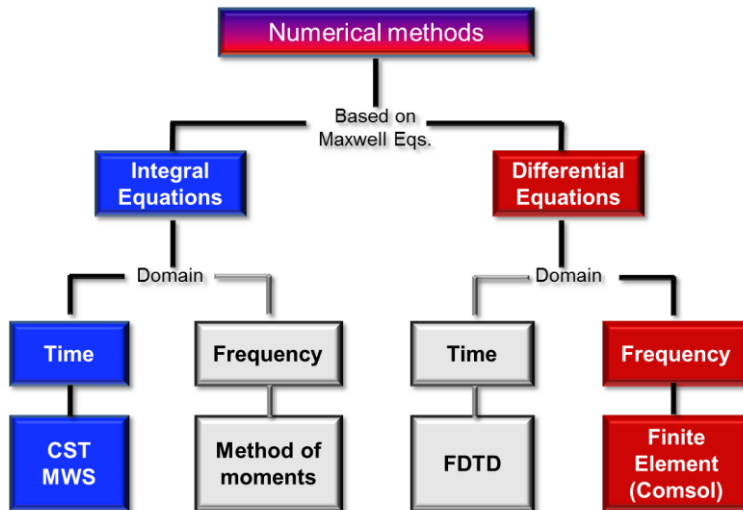 Numerical methods
Based on
Maxwell Eqs.
Integral
Equations
Differential
Equations
Domain
Domain
Time
Frequency
Time
Frequency
CST
MWS
Method of
moments
FDTD
Finite
Element
(Comsol)